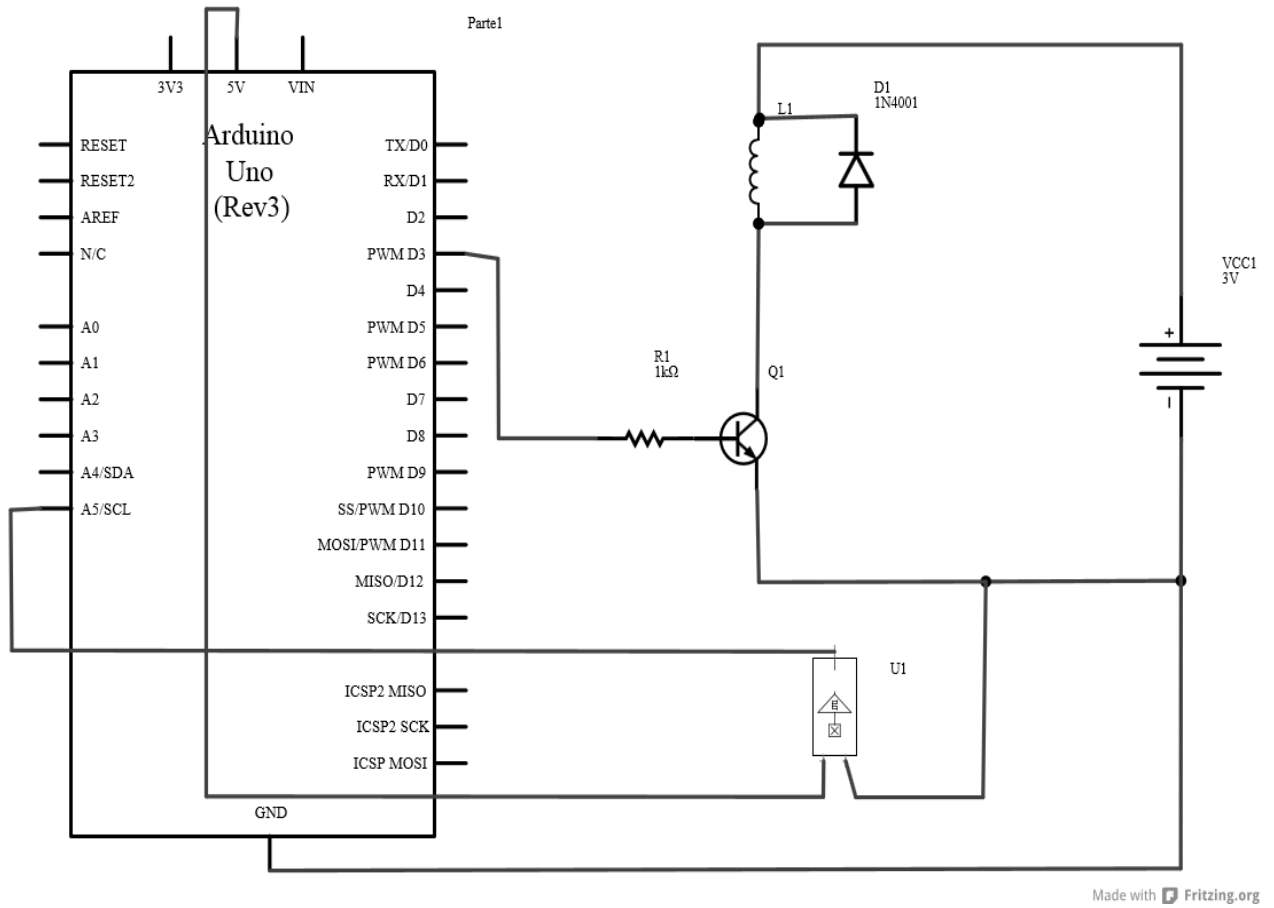 Parte1
3V3
5V
VIN
Arduino
Uno
(Rev3)
RESET
RESET2
AREF
N/C
A0
A1
A2
A3
A4/SDA
A5/SCL
TX/D0
RX/D1
D2
PWM D3
D4
PWM D5
PWM D6
D7
D8
PWM D9
SS/PWM D10
MOSI/PWM D11
MISO/D12
SCK/D13
ICSP2 MISO
ICSP2 SCK
ICSP MOSI
GND
L1
D1
1N4001
R1
1kΩ
Q1
VCC1
3V
+
−
U1
Made with Fritzing.org